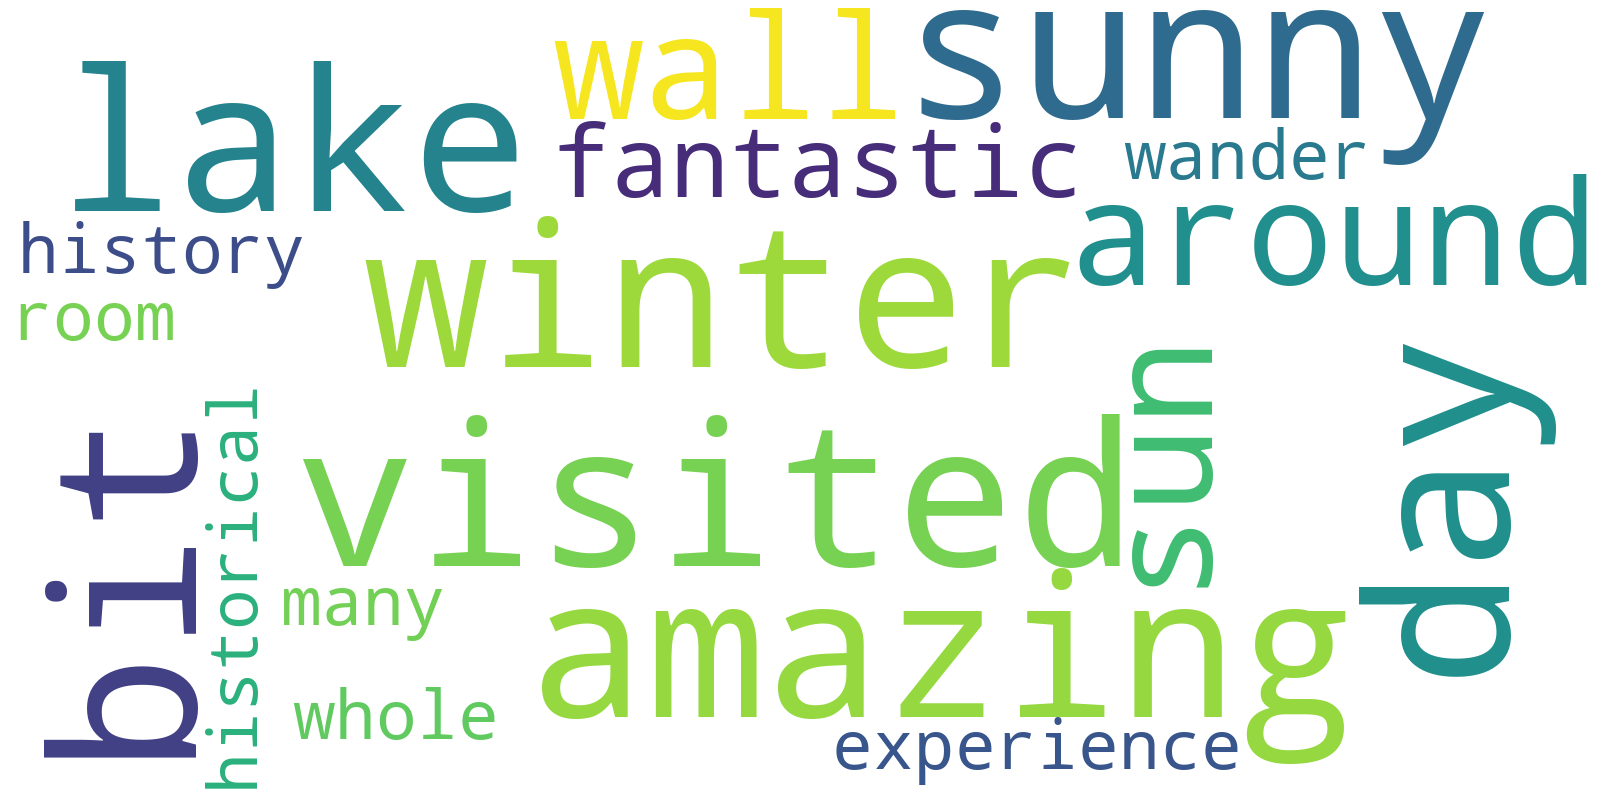 wall sunny
lake
fantastic wander
history around
winter
room
sun day
bit historical visited
many amazing
whole
experience